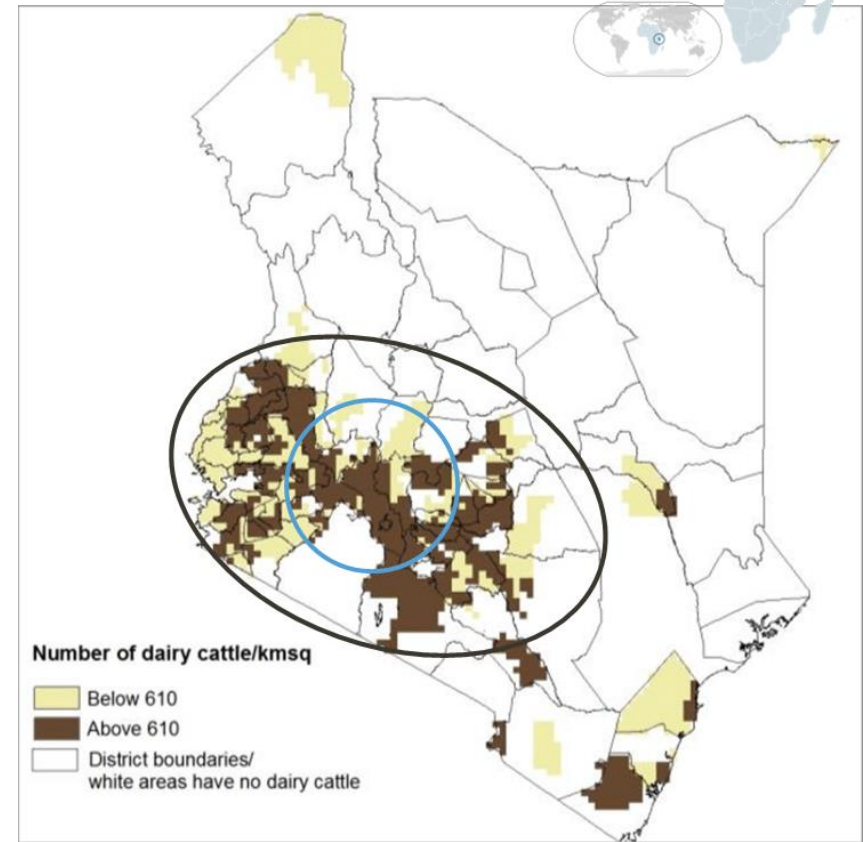 Number of dairy cattle/kmsq
Below 610
Above 610
District boundaries/
white areas have no dairy cattle